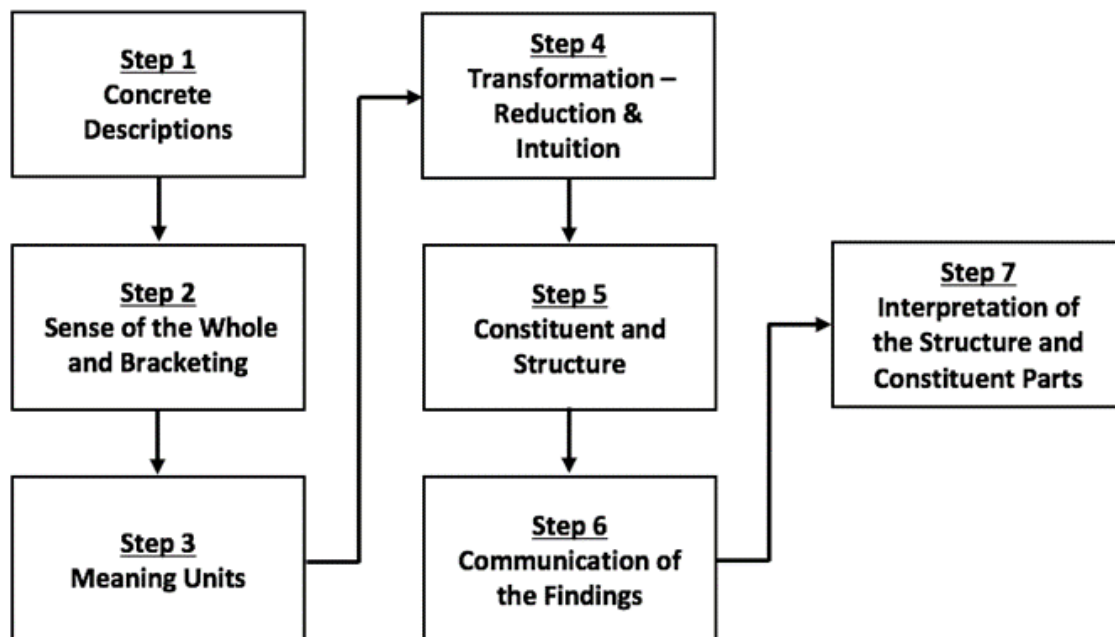 Step 1
Concrete
Descriptions
Step 2
Sense of the Whole
and Bracketing
Step 3
Meaning Units
Step 4
Transformation –
Reduction &
Intuition
Step 5
Constituent and
Structure
Step 6
Communication of
the Findings
Step 7
Interpretation of
the Structure and
Constituent Parts